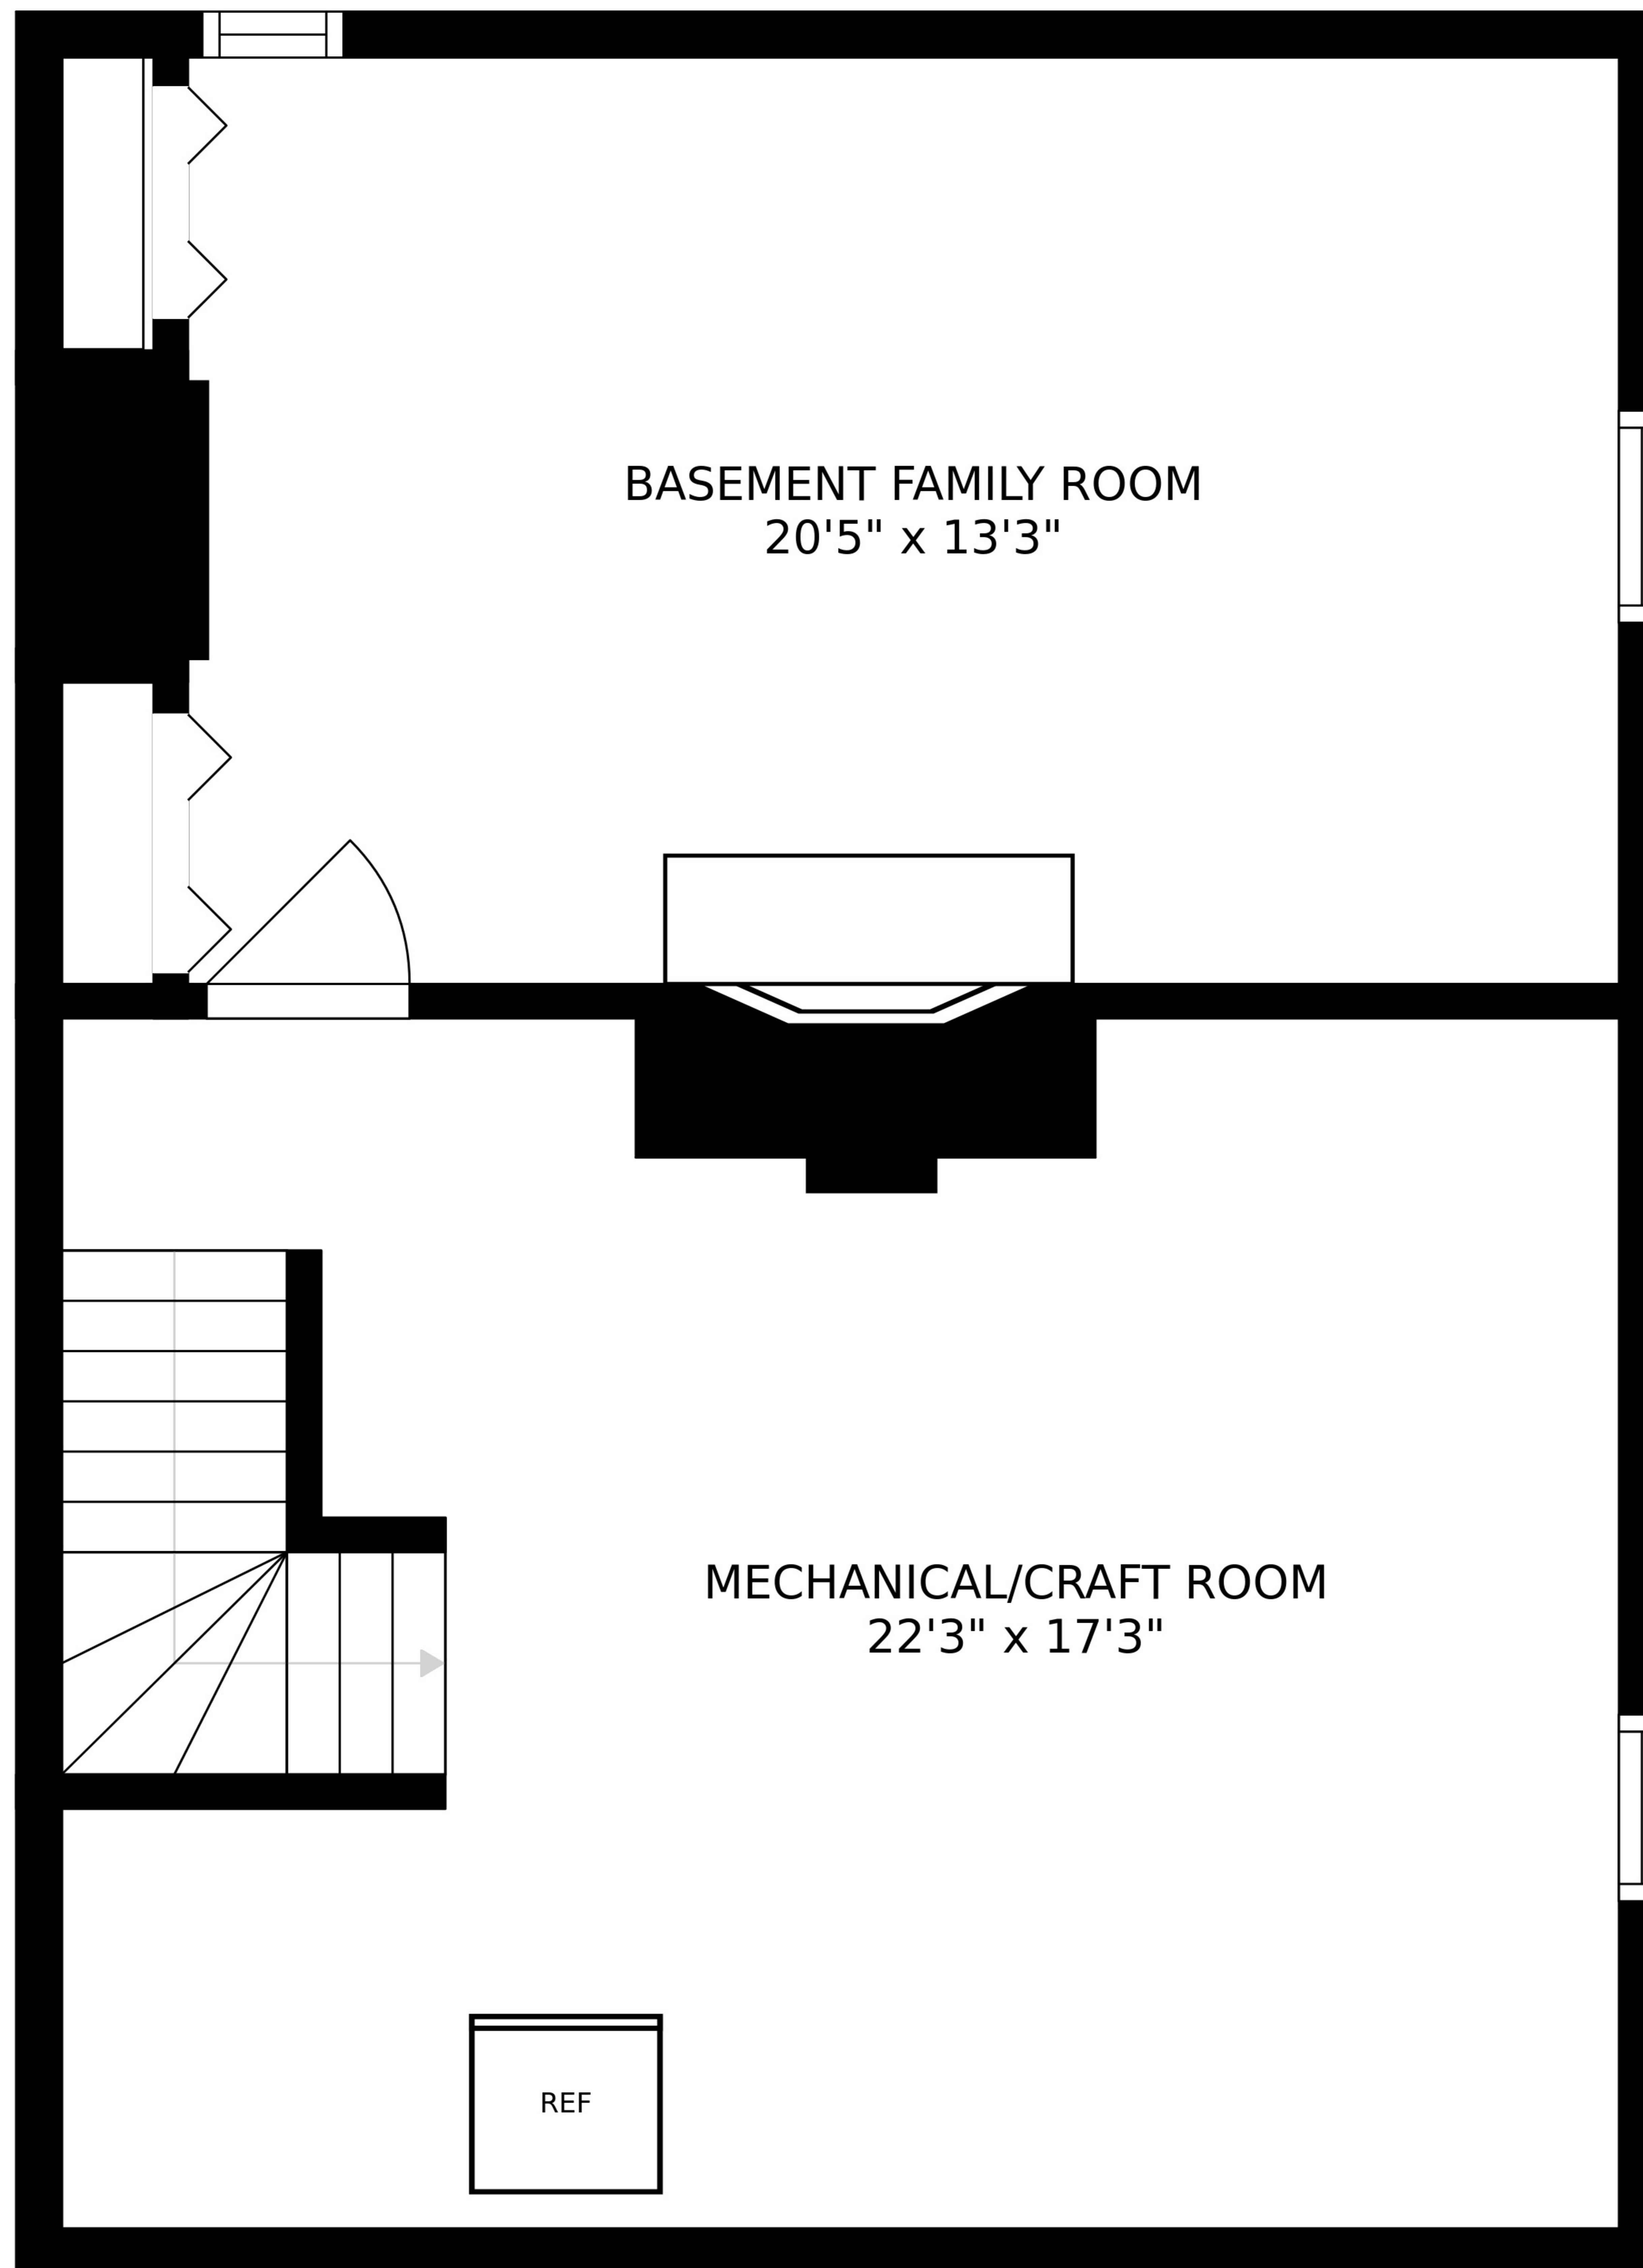 BASEMENT FAMILY ROOM
20'5" x 13'3"
MECHANICAL/CRAFT ROOM
22'3" x 17'3"
REF